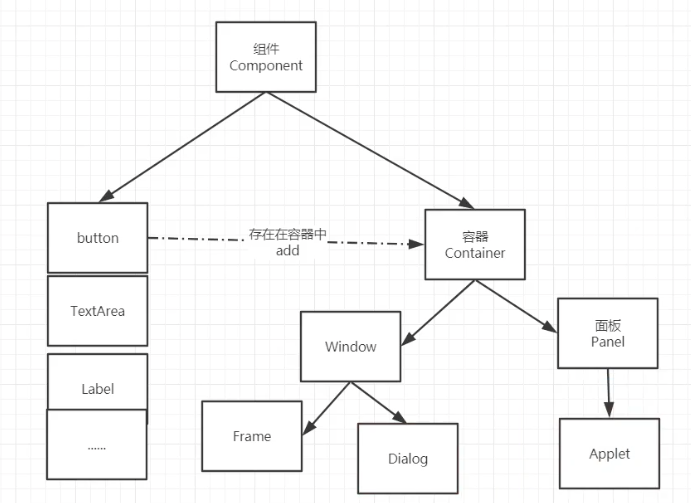 组件
Component
button
存在在容器中
add
容器
Container
TextArea
面板
Panel
Window
Label
......
Frame
Dialog
Applet